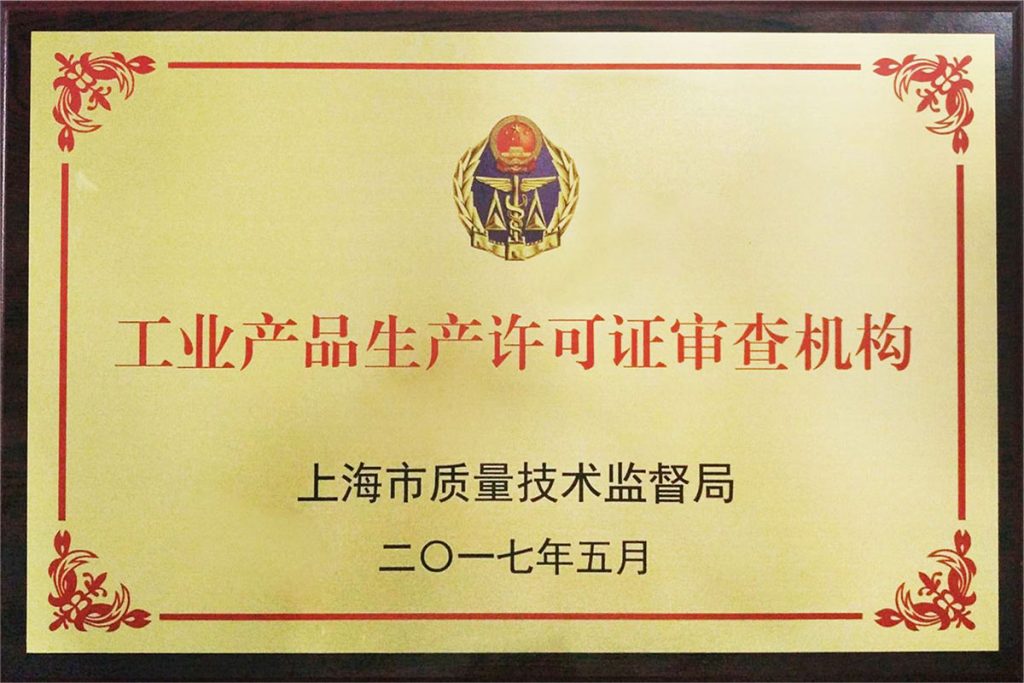 工业产品生产许可证审查机构
上海市质量技术监督局
二〇一七年五月